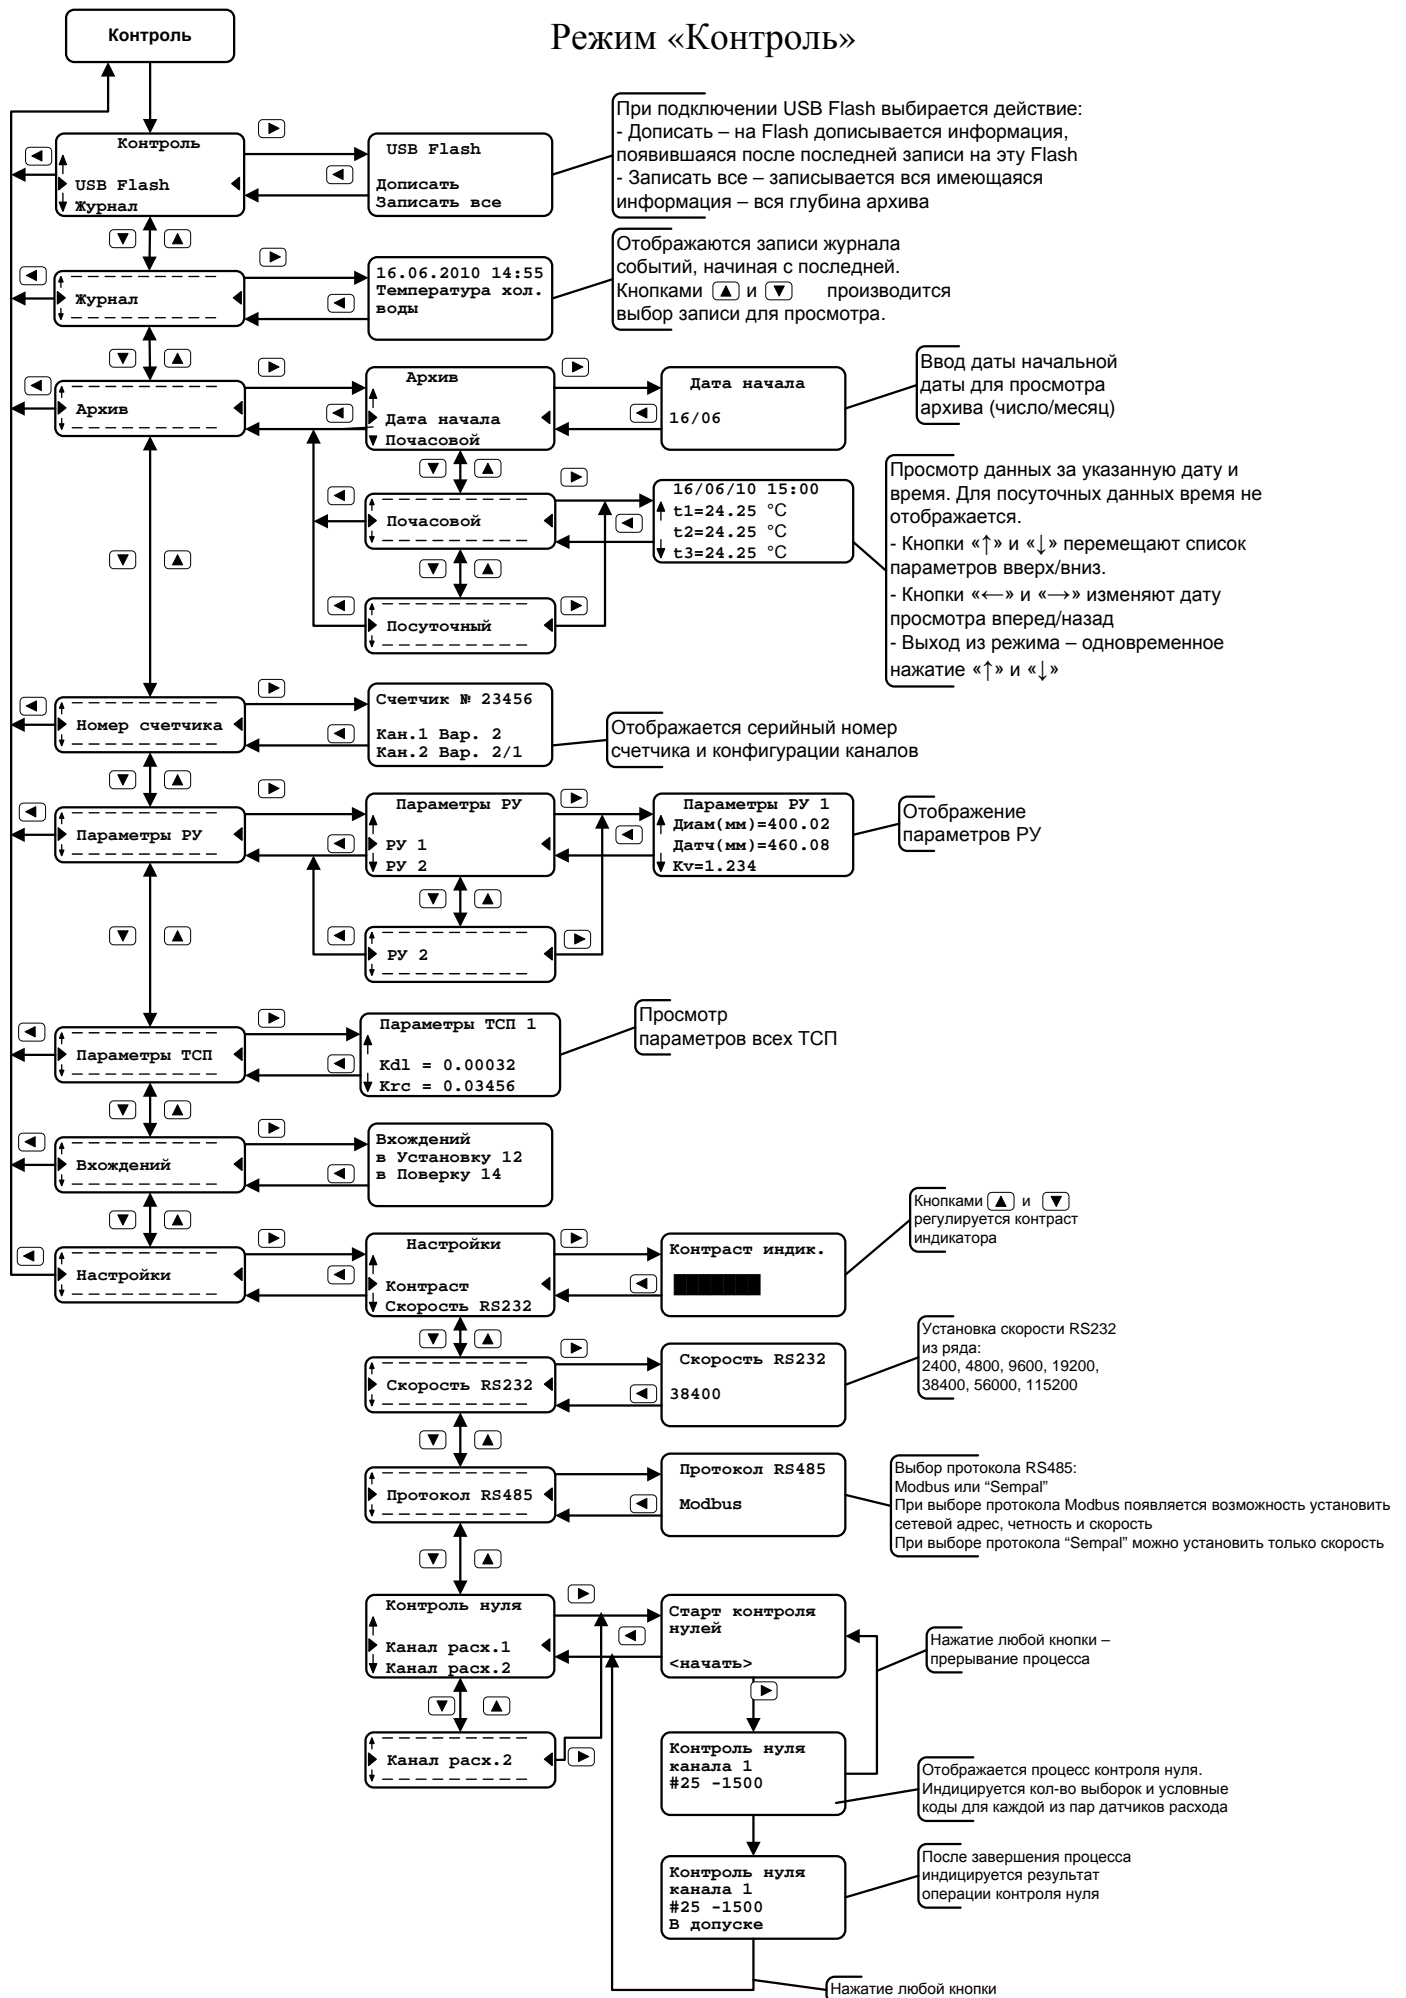 Режим «Контроль»
Контроль
Контроль
USB Flash
Журнал
USB Flash
Дописать
Записать все
При подключении USB Flash выбирается действие:
- Дописать – на Flash дописывается информация,
появившаяся после последней записи на эту Flash
- Записать все – записывается вся имеющаяся
информация – вся глубина архива
Журнал
16.06.2010 14:55
Температура хол.
воды
Отображаются записи журнала
событий, начиная с последней.
Кнопками ▲ и ▼ производится
выбор записи для просмотра.
Архив
Архив
Дата начала
Почасовой
Дата начала
16/06
Ввод даты начальной
даты для просмотра
архива (число/месяц)
Почасовой
16/06/10 15:00
t1=24.25 °C
t2=24.25 °C
t3=24.25 °C
Просмотр данных за указанную дату и
время. Для посуточных данных время не
отображается.
- Кнопки «↑» и «↓» перемещают список
параметров вверх/вниз.
- Кнопки «←» и «→» изменяют дату
просмотра вперед/назад
- Выход из режима – одновременное
нажатие «↑» и «↓»
Посуточный
Номер счетчика
Счетчик № 23456
Кан.1 Вар. 2
Кан.2 Вар. 2/1
Отображается серийный номер
счетчика и конфигурации каналов
Параметры РУ
Параметры РУ
РУ 1
РУ 2
Параметры РУ 1
Диам(мм)=400.02
Датч(мм)=460.08
Kv=1.234
Отображение
параметров РУ
РУ 2
Параметры ТСП
Параметры ТСП 1
Kdl = 0.00032
Krc = 0.03456
Просмотр
параметров всех ТСП
Вхождений
Вхождений
в Установку 12
в Поверку 14
Настройки
Настройки
Контраст
Скорость RS232
Контраст индик.
Кнопками ▲ и ▼
регулируется контраст
индикатора
Скорость RS232
Скорость RS232
38400
Установка скорости RS232
из ряда:
2400, 4800, 9600, 19200,
38400, 56000, 115200
Протокол RS485
Протокол RS485
Modbus
Выбор протокола RS485:
Modbus или “Sempal”
При выборе протокола Modbus появляется возможность установить
сетевой адрес, четность и скорость
При выборе протокола “Sempal” можно установить только скорость
Контроль нуля
Канал расх.1
Канал расх.2
Старт контроля
нулей
<начать>
Нажатие любой кнопки –
прерывание процесса
Канал расх.2
Контроль нуля
канала 1
#25 -1500
Отображается процесс контроля нуля.
Индицируется кол-во выборок и условные
коды для каждой из пар датчиков расхода
Контроль нуля
канала 1
#25 -1500
В допуске
После завершения процесса
индицируется результат
операции контроля нуля
Нажатие любой кнопки